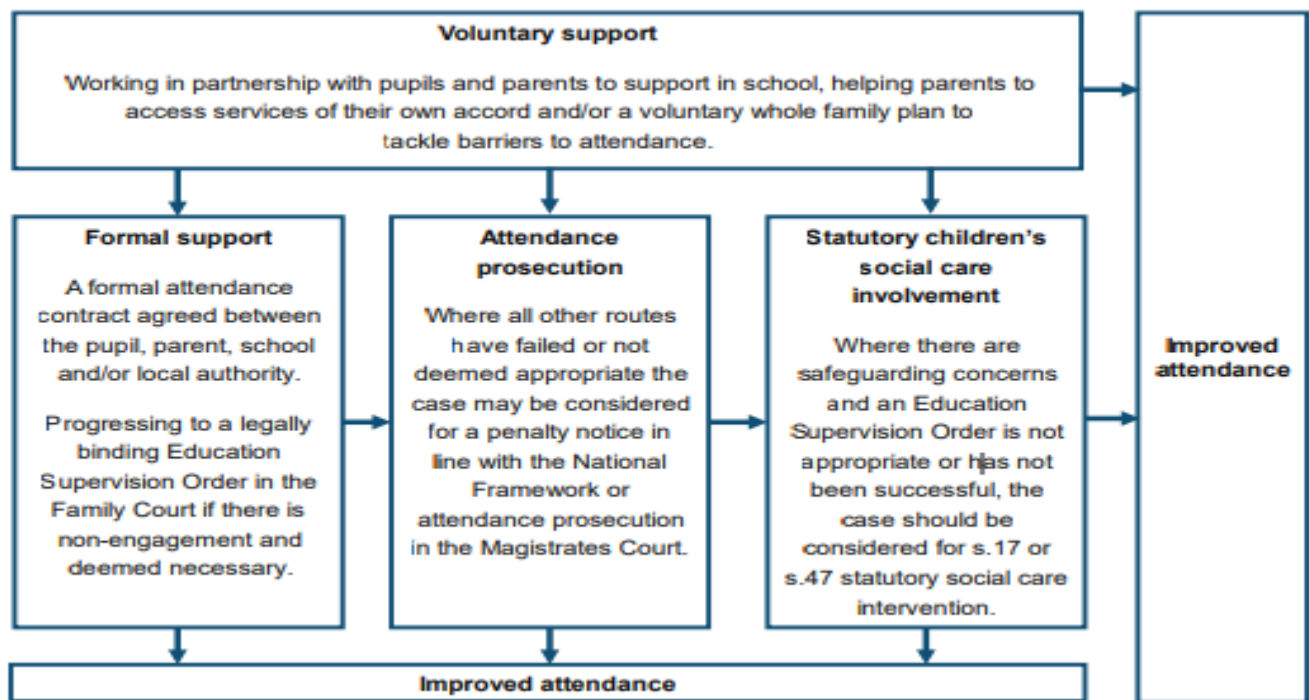 Voluntary support
Working in partnership with pupils and parents to support in school, helping parents to
access services of their own accord and/or a voluntary whole family plan to
tackle barriers to attendance.
Formal support
A formal attendance
contract agreed between
the pupil, parent, school
and/or local authority.
Progressing to a legally
binding Education
Supervision Order in the
Family Court if there is
non-engagement and
deemed necessary.
Attendance
prosecution
Where all other routes
have failed or not
deemed appropriate the
case may be considered
for a penalty notice in
line with the National
Framework or
attendance prosecution
in the Magistrates Court.
Statutory children's
social care
involvement
Where there are
safeguarding concerns
and an Education
Supervision Order is not
appropriate or has not
been successful, the
case should be
considered for s.17 or
s.47 statutory social care
intervention.
Improved
attendance
Improved attendance